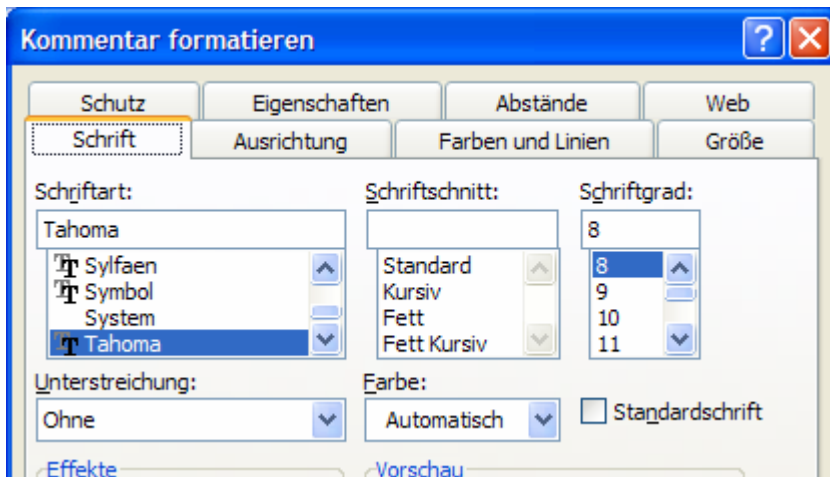 Kommentar formatieren
Schutz Eigenschaften Abstände Web
Schrift Ausrichtung Farben und Linien Größe
Schriftart: Schriftschnitt: Schriftgrad:
Tahoma 8
Sylfaen Standard 8
Symbol Kursiv 9
System Fett 10
Tahoma Fett Kursiv 11
Unterstreichung: Farbe:
Ohne Automatisch Standardschrift
Effekte Vorschau